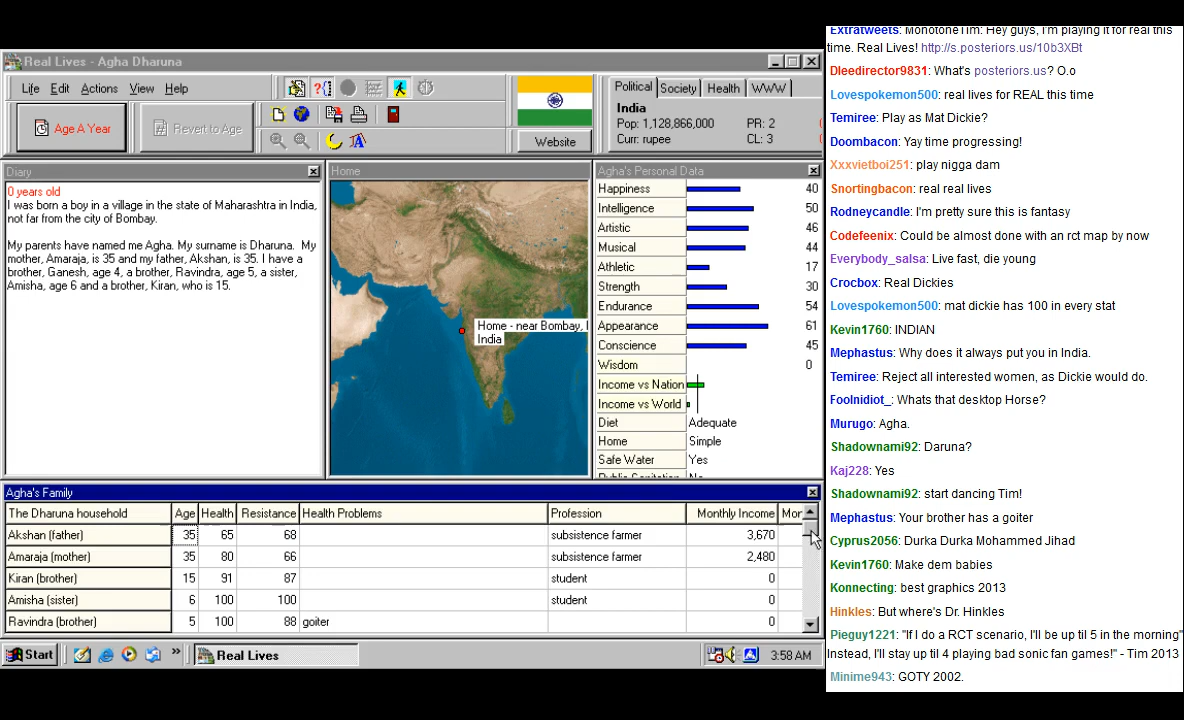 Real Lives - Agha Dharuna
Life Edit Actions View Help
Age A Year
Revert to Age
Website
Political Society Health WWW
India
Pop: 1,128,866,000 PR: 2
Curr: rupee CL: 3
Diary
0 years old
I was born a boy in a village in the state of Maharashtra in India,
not far from the city of Bombay.
My parents have named me Agha. My surname is Dharuna. My
mother, Amaraja, is 35 and my father, Akshan, is 35. I have a
brother, Ganesh, age 4, a brother, Ravindra, age 5, a sister,
Amisha, age 6 and a brother, Kiran, who is 15.
Home
Home - near Bombay,
India
Agha's Personal Data
Happiness 40
Intelligence 50
Artistic 46
Musical 44
Athletic 17
Strength 30
Endurance 54
Appearance 61
Conscience 45
Wisdom 0
Income vs Nation
Income vs World
Diet Adequate
Home Simple
Safe Water Yes
Public Sanitation No
Agha's Family
The Dharuna household Age Health Resistance Health Problems Profession Monthly Income Mor
Akshan (father) 35 65 68 subsistence farmer 3,670
Amaraja (mother) 35 80 66 subsistence farmer 2,480
Kiran (brother) 15 91 87 student 0
Amisha (sister) 6 100 100 student 0
Ravindra (brother) 5 100 88 goiter 0
Start » Real Lives 3:58 AM
Extratweets: MonotoneTim: Hey guys, I'm playing it for real this
time. Real Lives! http://s.posteriors.us/10b3XBt
Dleedirector9831: What's posteriors.us? O.o
Lovespokemon500: real lives for REAL this time
Temiree: Play as Mat Dickie?
Doombacon: Yay time progressing!
Xxxvietboi251: play nigga dam
Snortingbacon: real real lives
Rodneycandle: I'm pretty sure this is fantasy
Codefeenix: Could be almost done with an rct map by now
Everybody_salsa: Live fast, die young
Crocbox: Real Dickies
Lovespokemon500: mat dickie has 100 in every stat
Kevin1760: INDIAN
Mephastus: Why does it always put you in India.
Temiree: Reject all interested women, as Dickie would do.
Foolnidiot_: Whats that desktop Horse?
Murugo: Agha.
Shadownami92: Daruna?
Kaj228: Yes
Shadownami92: start dancing Tim!
Mephastus: Your brother has a goiter
Cyprus2056: Durka Durka Mohammed Jihad
Kevin1760: Make dem babies
Konnecting: best graphics 2013
Hinkles: But where's Dr. Hinkles
Pieguy1221: "If I do a RCT scenario, I'll be up til 5 in the morning"
Instead, I'll stay up til 4 playing bad sonic fan games!" - Tim 2013
Minime943: GOTY 2002.